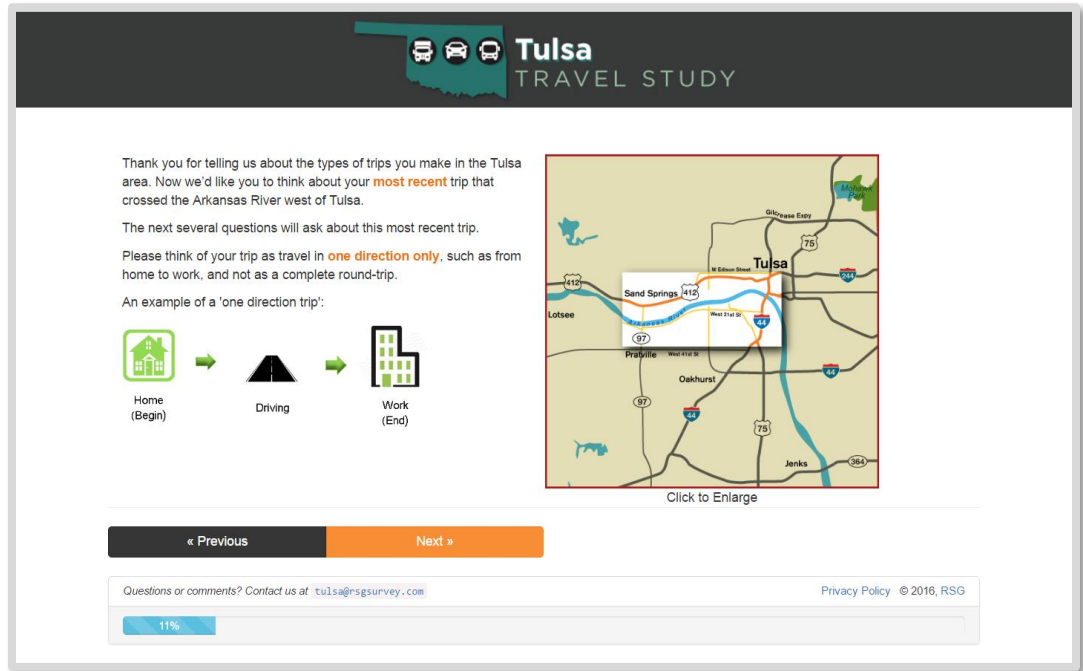 Tulsa
TRAVEL STUDY
Thank you for telling us about the types of trips you make in the Tulsa
area. Now we'd like you to think about your most recent trip that
crossed the Arkansas River west of Tulsa.
The next several questions will ask about this most recent trip.
Please think of your trip as travel in one direction only, such as from
home to work, and not as a complete round-trip.
An example of a 'one direction trip':
Home
(Begin)
Driving
Work
(End)
Mohawk
Park
Gilcrease Expy
75
Tulsa
M Edison Street
244
412
Sand Springs
412
Lotsee
Arkansas River
West 21st St
44
97
Prattville
West 41st St
44
Oakhurst
97
44
75
Jenks
364
Click to Enlarge
« Previous
Next »
Questions or comments? Contact us at tulsa@rsgsurvey.com
Privacy Policy © 2016, RSG
11%